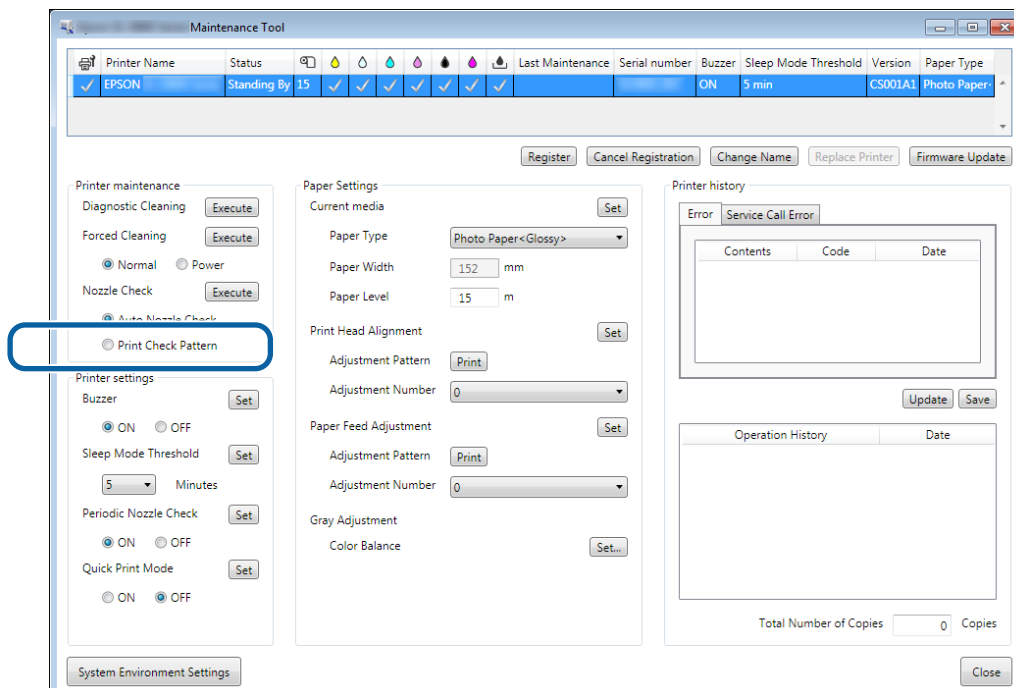 Maintenance Tool
Printer Name Status Last Maintenance Serial number Buzzer Sleep Mode Threshold Version Paper Type
EPSON Standing By 15 ON 5 min CS001A1 Photo Paper
Register Cancel Registration Change Name Replace Printer Firmware Update
Printer maintenance
Diagnostic Cleaning Execute
Forced Cleaning Execute
Normal Power
Nozzle Check Execute
Auto Nozzle Check
Print Check Pattern
Printer settings
Buzzer Set
ON OFF
Sleep Mode Threshold Set
5 Minutes
Periodic Nozzle Check Set
ON OFF
Quick Print Mode Set
ON OFF
Paper Settings
Current media Set
Paper Type Photo Paper<Glossy>
Paper Width 152 mm
Paper Level 15 m
Print Head Alignment Set
Adjustment Pattern Print
Adjustment Number 0
Paper Feed Adjustment Set
Adjustment Pattern Print
Adjustment Number 0
Gray Adjustment
Color Balance Set...
Printer history
Error Service Call Error
Contents Code Date
Update Save
Operation History Date
Total Number of Copies 0 Copies
System Environment Settings Close